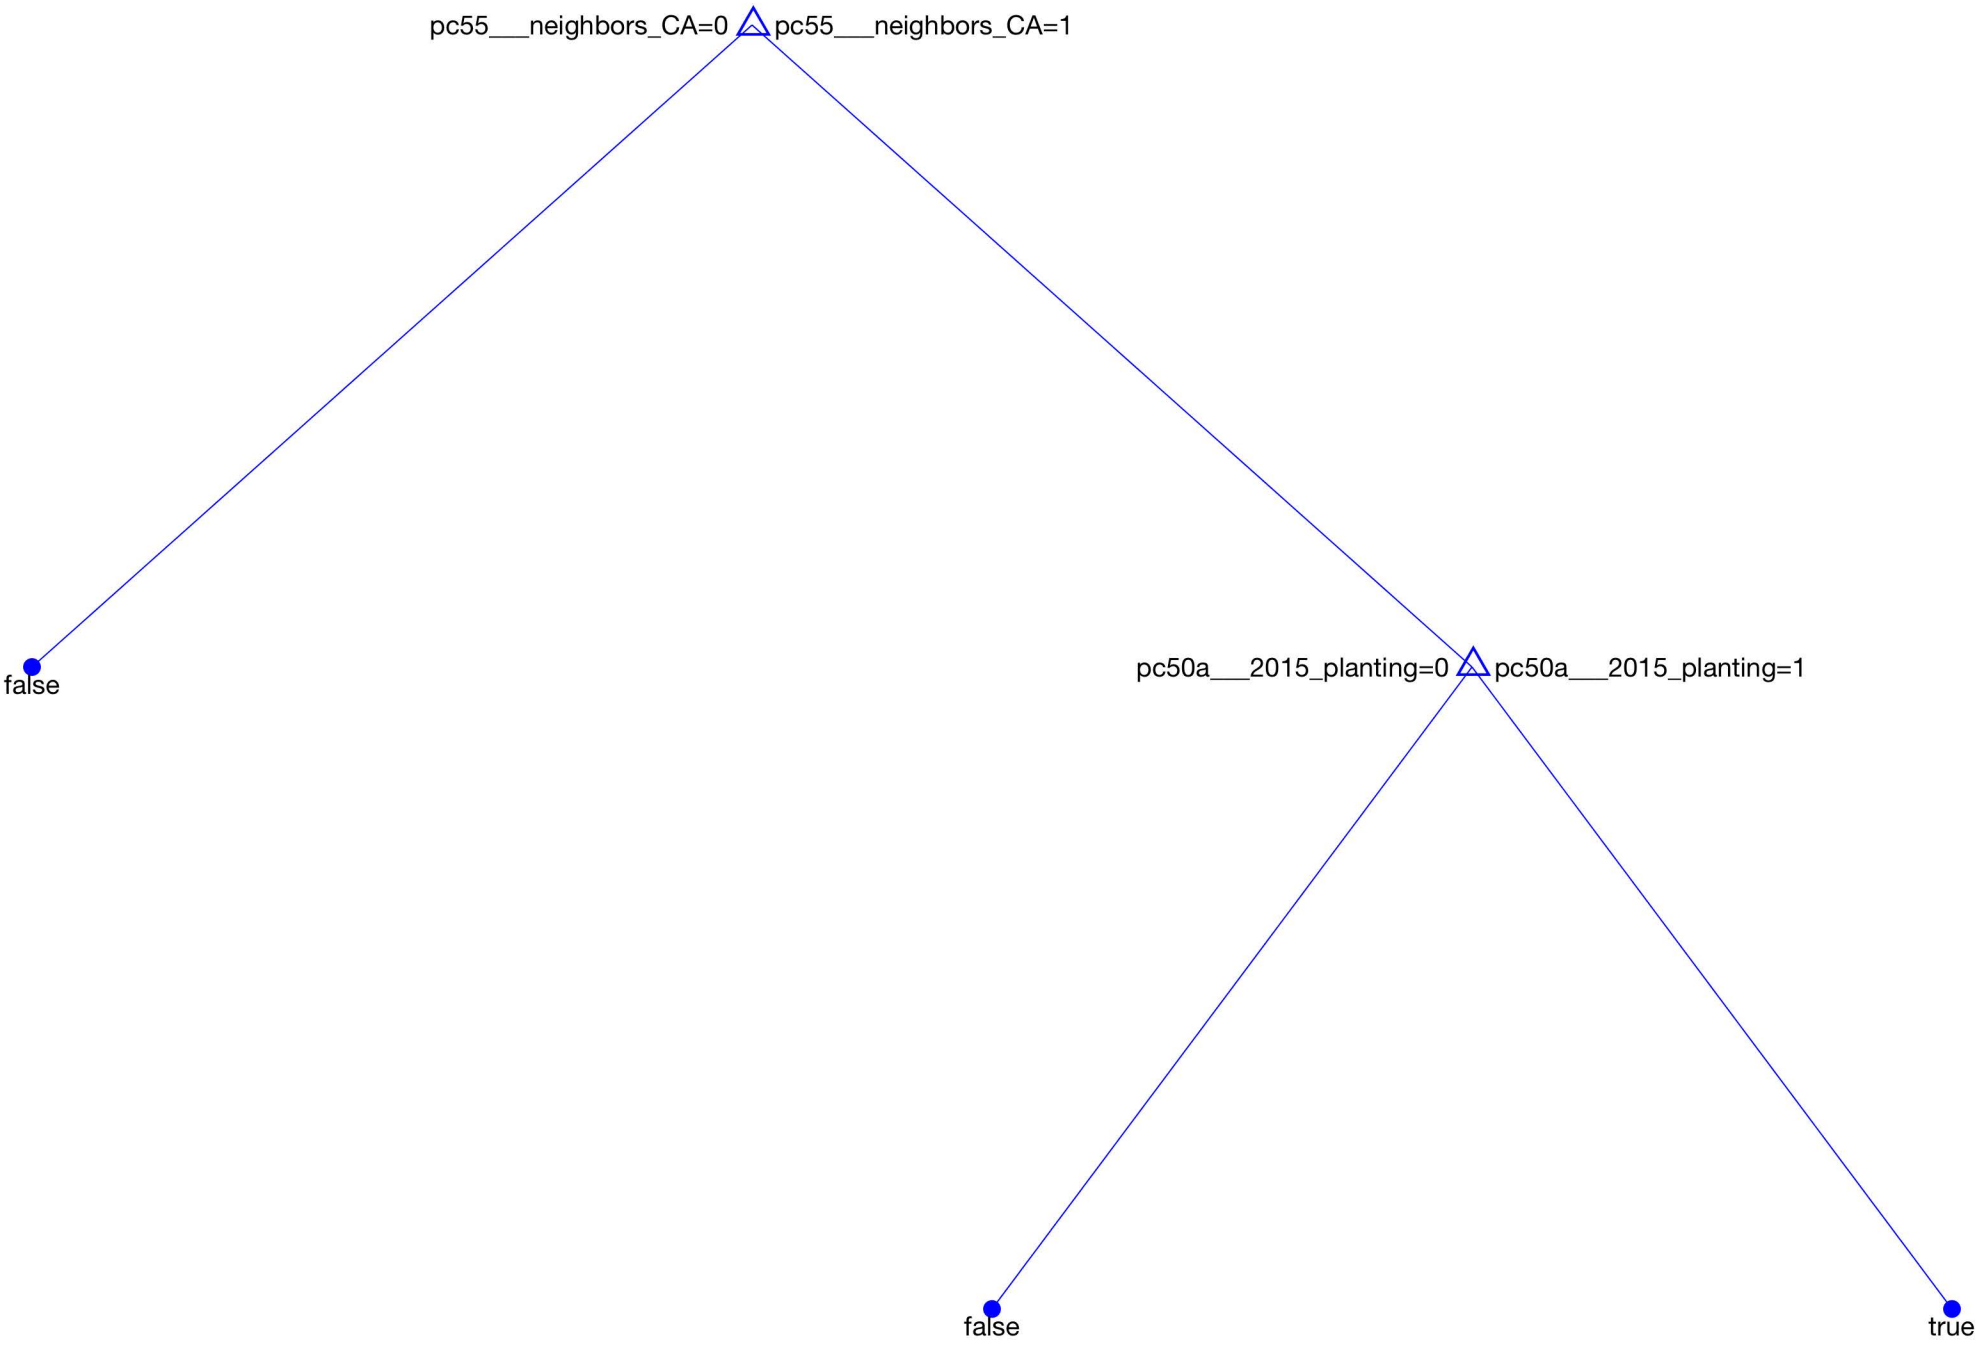 pc55___neighbors_CA=0 pc55___neighbors_CA=1
false
pc50a___2015_planting=0 pc50a___2015_planting=1
false
true